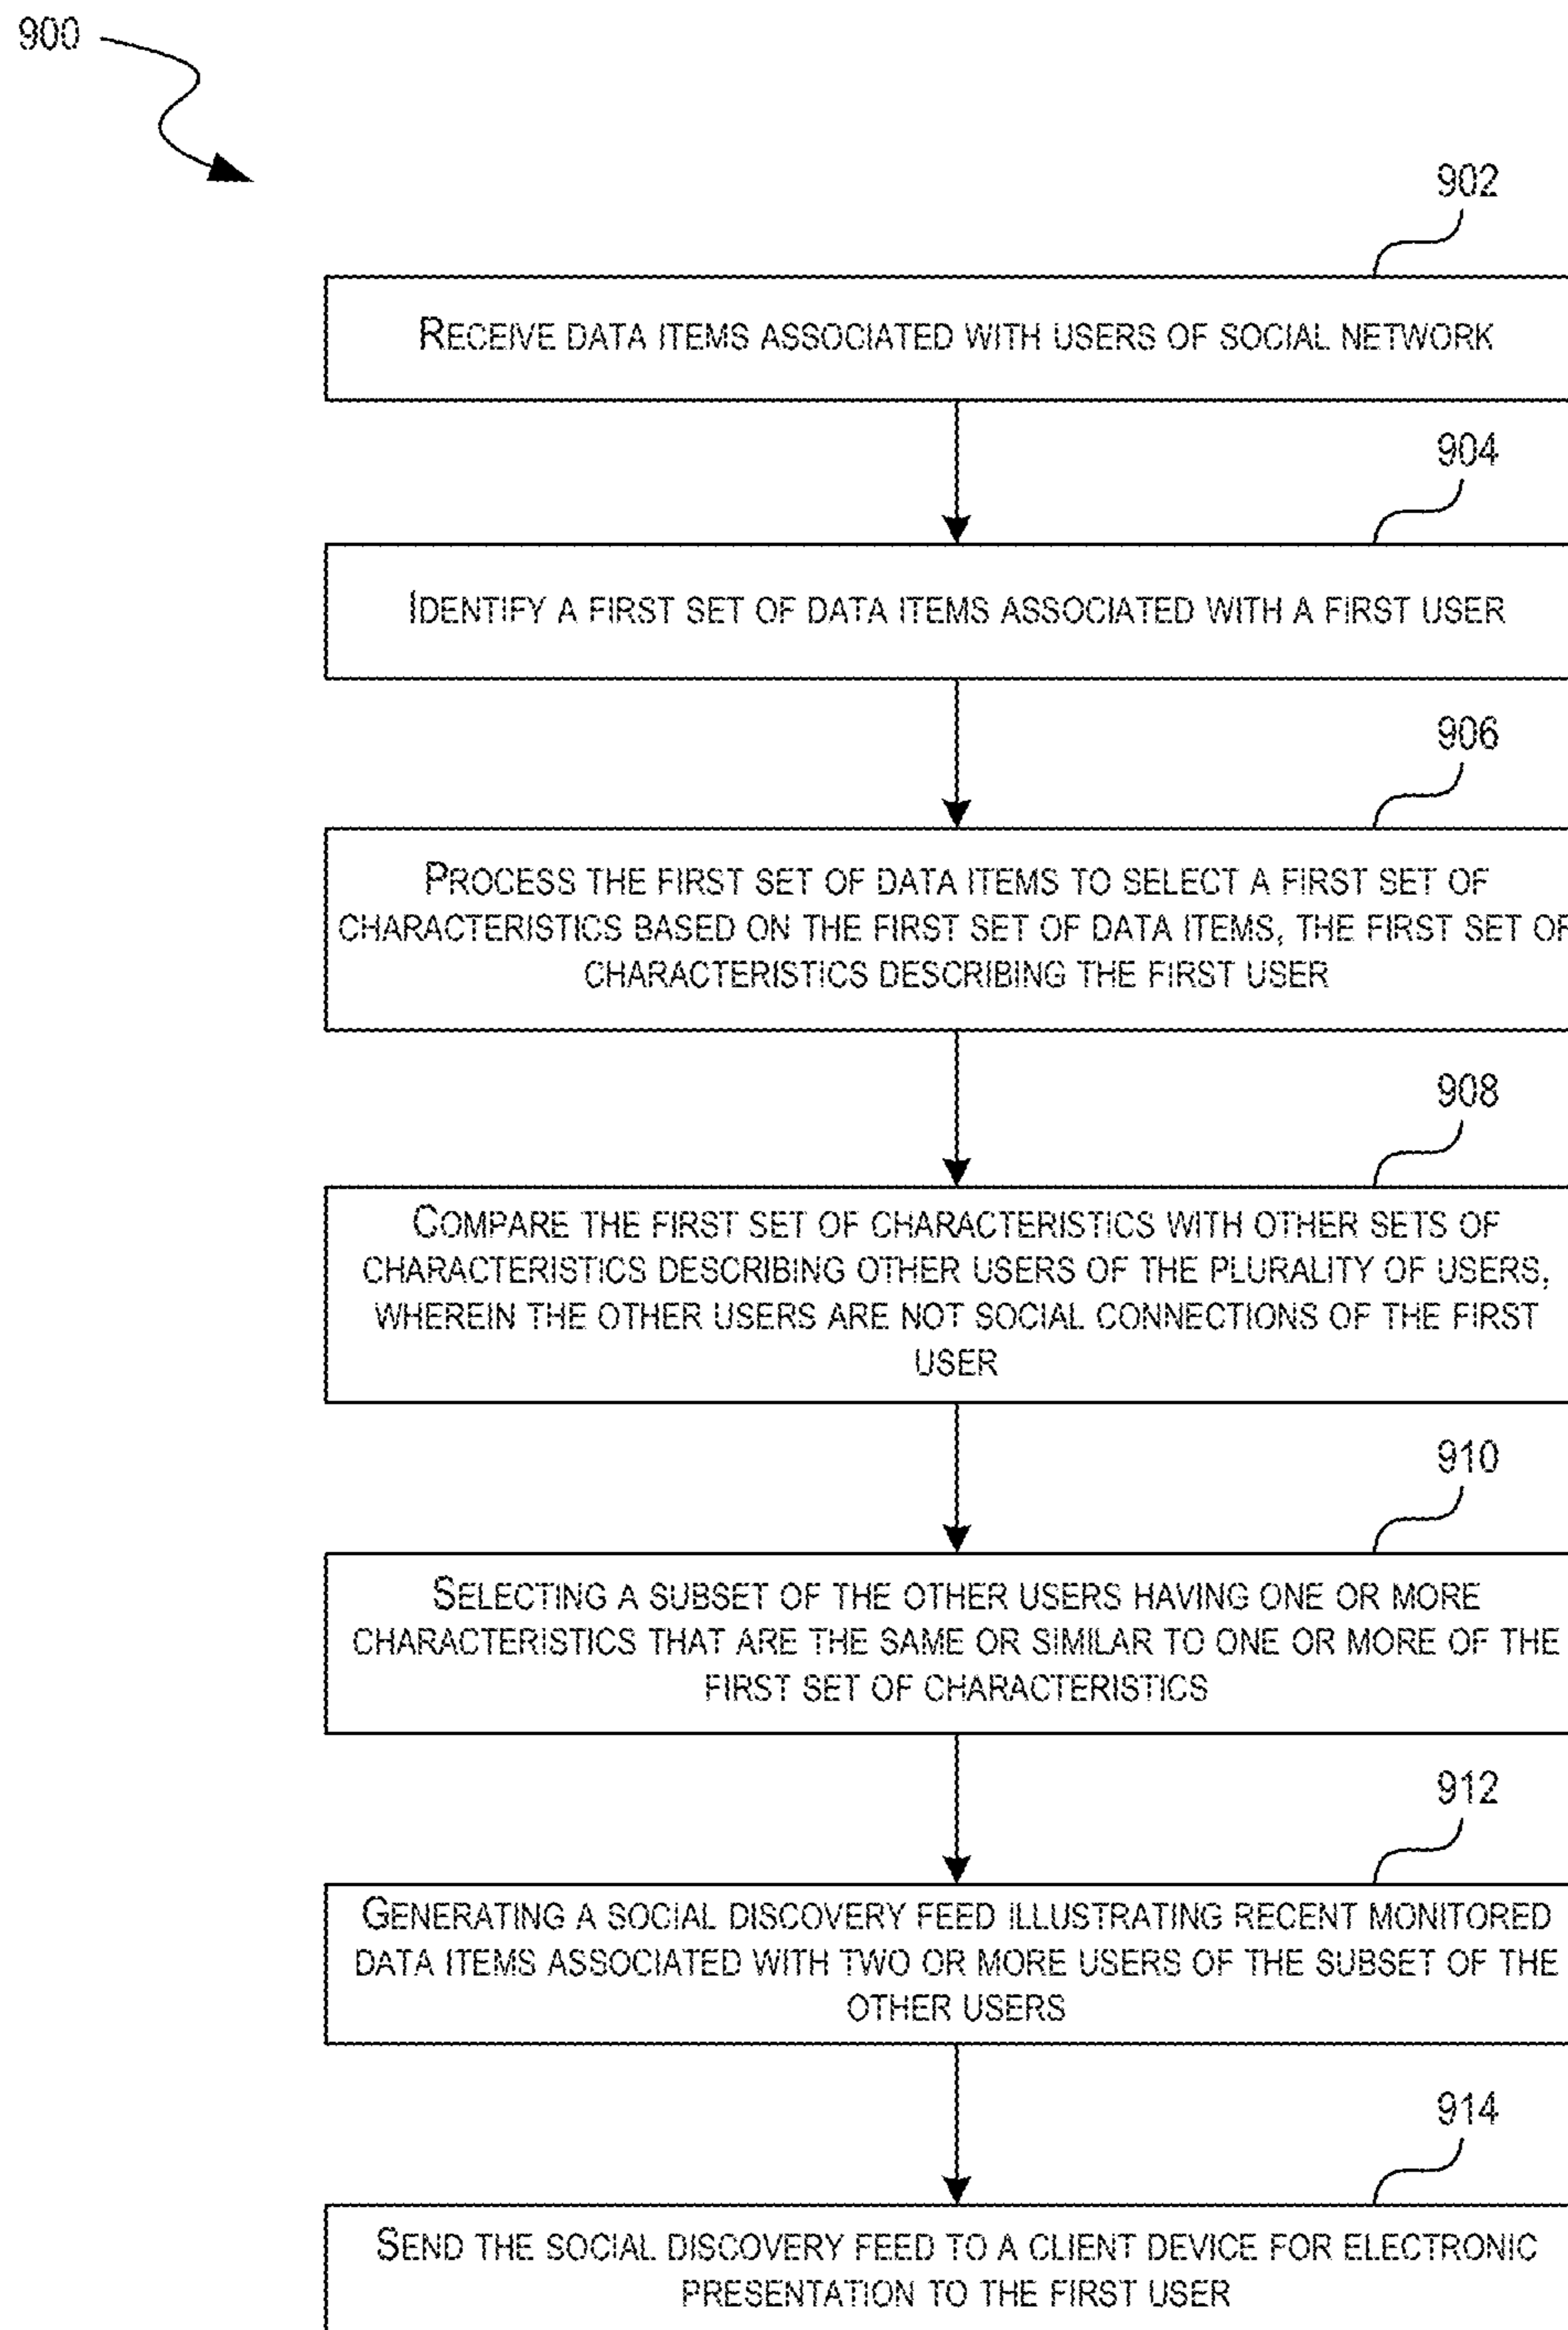 900
902
RECEIVE DATA ITEMS ASSOCIATED WITH USERS OF SOCIAL NETWORK
904
IDENTIFY A FIRST SET OF DATA ITEMS ASSOCIATED WITH A FIRST USER
906
PROCESS THE FIRST SET OF DATA ITEMS TO SELECT A FIRST SET OF
CHARACTERISTICS BASED ON THE FIRST SET OF DATA ITEMS, THE FIRST SET OF
CHARACTERISTICS DESCRIBING THE FIRST USER
908
COMPARE THE FIRST SET OF CHARACTERISTICS WITH OTHER SETS OF
CHARACTERISTICS DESCRIBING OTHER USERS OF THE PLURALITY OF USERS,
WHEREIN THE OTHER USERS ARE NOT SOCIAL CONNECTIONS OF THE FIRST
USER
910
SELECTING A SUBSET OF THE OTHER USERS HAVING ONE OR MORE
CHARACTERISTICS THAT ARE THE SAME OR SIMILAR TO ONE OR MORE OF THE
FIRST SET OF CHARACTERISTICS
912
GENERATING A SOCIAL DISCOVERY FEED ILLUSTRATING RECENT MONITORED
DATA ITEMS ASSOCIATED WITH TWO OR MORE USERS OF THE SUBSET OF THE
OTHER USERS
914
SEND THE SOCIAL DISCOVERY FEED TO A CLIENT DEVICE FOR ELECTRONIC
PRESENTATION TO THE FIRST USER